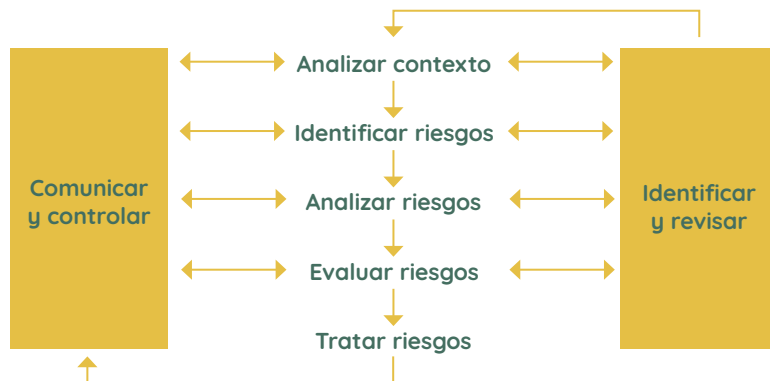 Analizar contexto
Identificar riesgos
Comunicar
y controlar
Analizar riesgos
Identificar
y revisar
Evaluar riesgos
Tratar riesgos